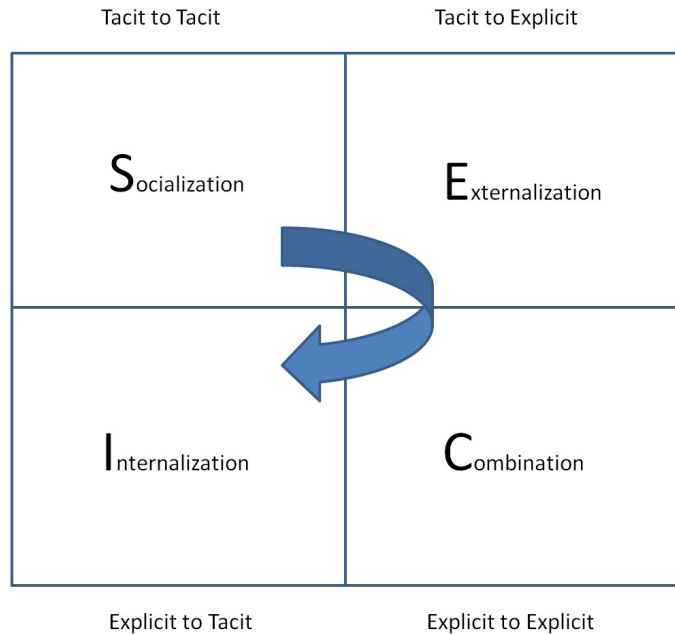 Tacit to Tacit
Tacit to Explicit
Socialization
Externalization
Internalization
Combination
Explicit to Tacit
Explicit to Explicit